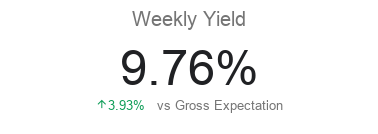 Weekly Yield
9.76%
↑3.93% vs Gross Expectation